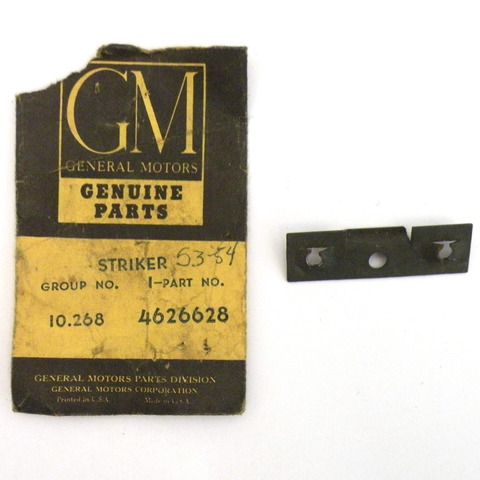 GM
GENERAL MOTORS
GENUINE
PARTS
STRIKER 53-54
GROUP NO. 1-PART NO.
10.268 4626628
GENERAL MOTORS PARTS DIVISION
GENERAL MOTORS CORPORATION
Printed in U.S.A. Made in U.S.A.